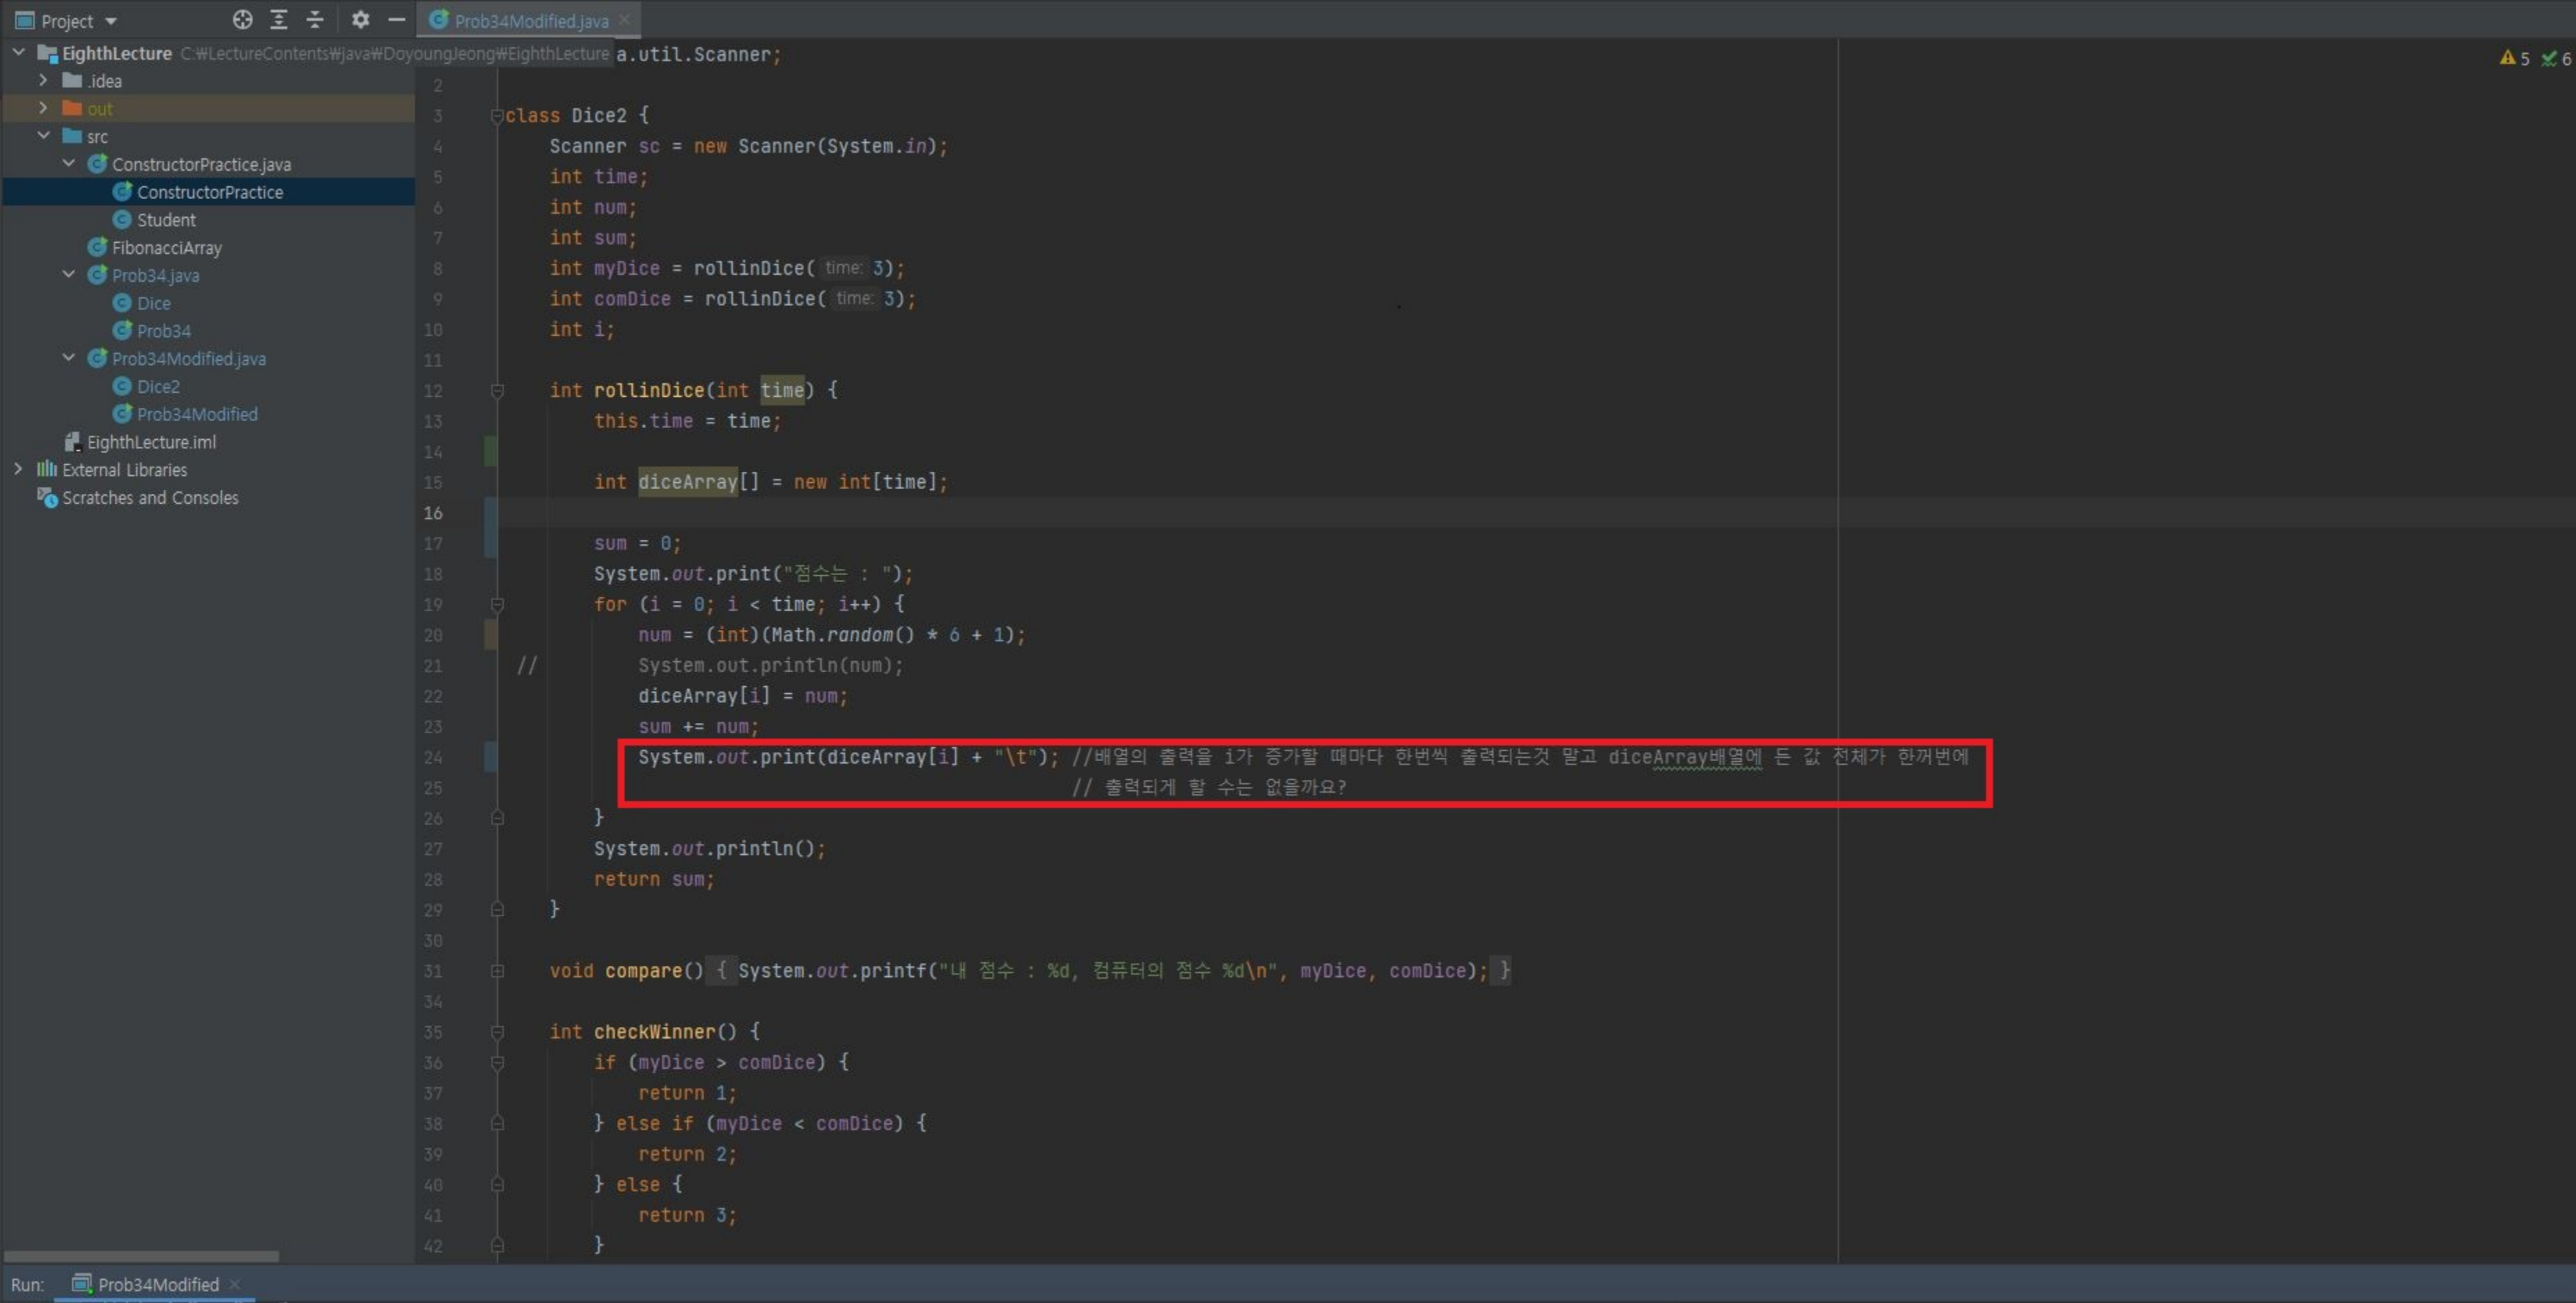 Project
Prob34Modified.java
EighthLecture C:₩LectureContents₩java₩DoyoungJeong₩EighthLecture
.idea
out
src
ConstructorPractice.java
ConstructorPractice
Student
FibonacciArray
Prob34.java
Dice
Prob34
Prob34Modified.java
Dice2
Prob34Modified
EighthLecture.iml
External Libraries
Scratches and Consoles
a.util.Scanner;
5 6
2
3 class Dice2 {
4 Scanner sc = new Scanner(System.in);
5 int time;
6 int num;
7 int sum;
8 int myDice = rollinDice( time: 3);
9 int comDice = rollinDice( time: 3);
10 int i;
11
12 int rollinDice(int time) {
13 this.time = time;
14
15 int diceArray[] = new int[time];
16
17 sum = 0;
18 System.out.print("점수는 : ");
19 for (i = 0; i < time; i++) {
20 num = (int)(Math.random() * 6 + 1);
21 // System.out.println(num);
22 diceArray[i] = num;
23 sum += num;
24 System.out.print(diceArray[i] + "\t"); //배열의 출력을 i가 증가할 때마다 한번씩 출력되는것 말고 diceArray배열에 든 값 전체가 한꺼번에
25 // 출력되게 할 수는 없을까요?
26 }
27 System.out.println();
28 return sum;
29 }
30
31 void compare() { System.out.printf("내 점수 : %d, 컴퓨터의 점수 %d\n", myDice, comDice); }
34
35 int checkWinner() {
36 if (myDice > comDice) {
37 return 1;
38 } else if (myDice < comDice) {
39 return 2;
40 } else {
41 return 3;
42 }
Run: Prob34Modified